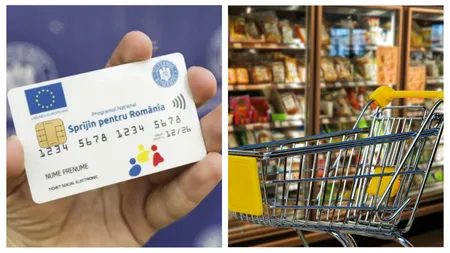 Programul Național
Sprijin pentru România
1234 5678 1234 5678
12/26
NUME PRENUME
TICHET SOCIAL ELECTRONIC